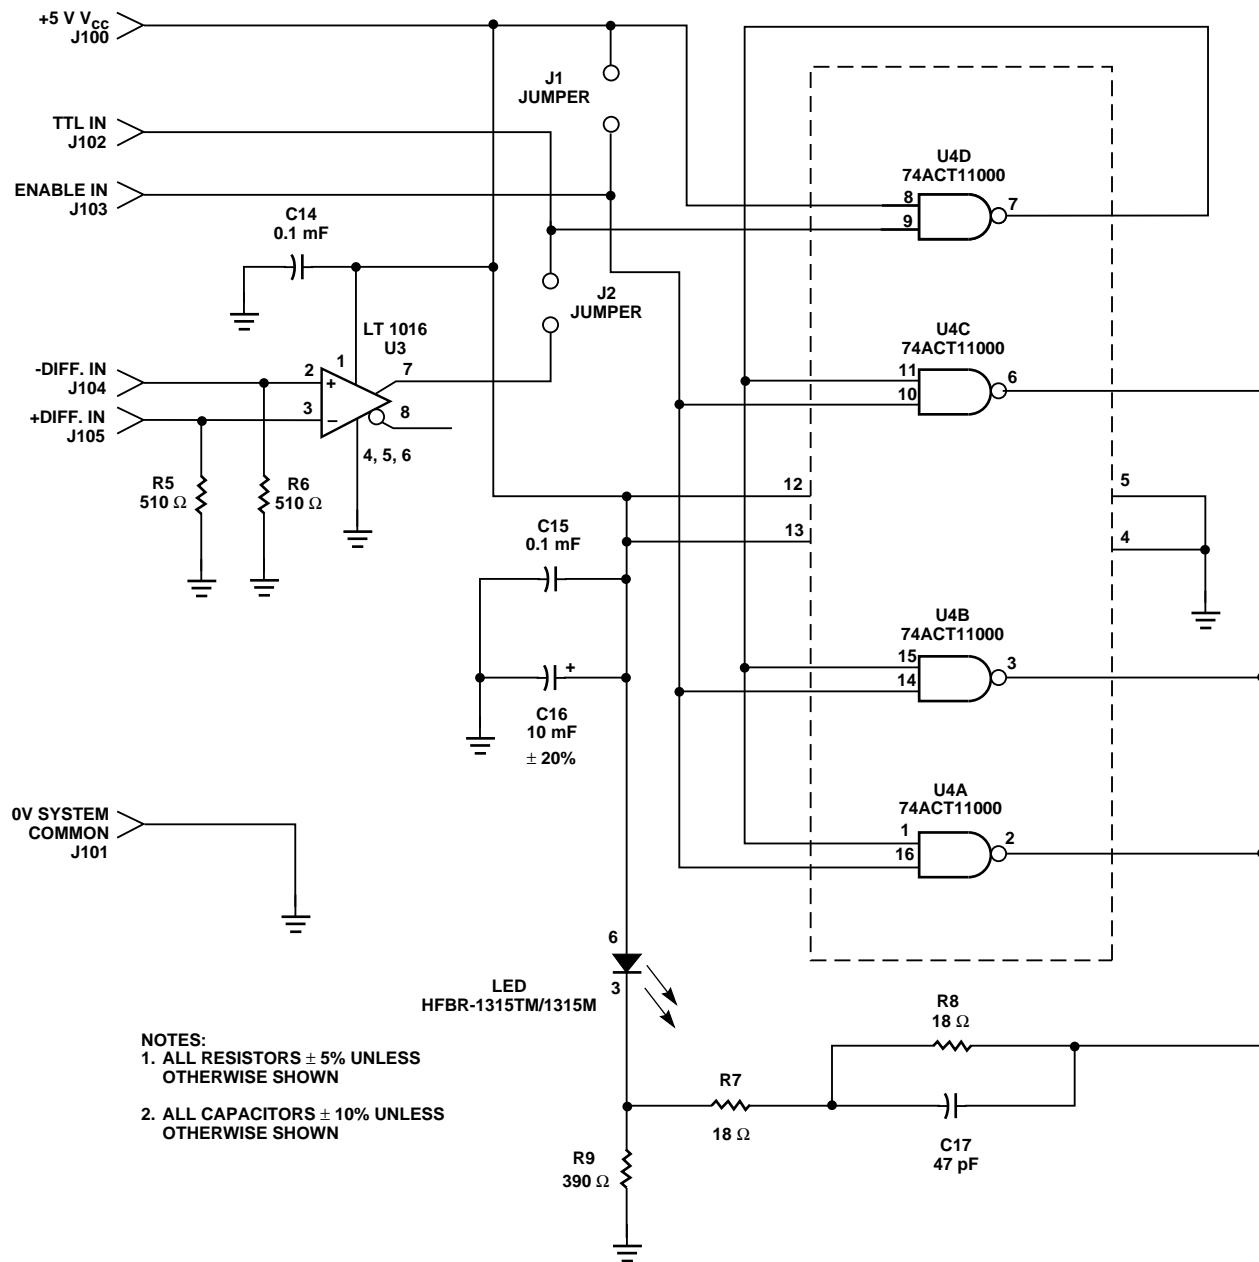 +5 V VCC
J100
J1
JUMPER
TTL IN
J102
ENABLE IN
J103
C14
0.1 mF
J2
JUMPER
LT 1016
U3
-DIFF. IN
J104
+DIFF. IN
J105
2
+
1
7
3
–
8
4, 5, 6
R5
510 Ω
R6
510 Ω
U4D
74ACT11000
8
9
7
U4C
74ACT11000
11
10
6
12
13
5
4
C15
0.1 mF
+
C16
10 mF
± 20%
U4B
74ACT11000
15
14
3
U4A
74ACT11000
1
16
2
0V SYSTEM
COMMON
J101
6
3
LED
HFBR-1315TM/1315M
R8
18 Ω
R7
18 Ω
C17
47 pF
R9
390 Ω
NOTES:
1. ALL RESISTORS ± 5% UNLESS
OTHERWISE SHOWN
2. ALL CAPACITORS ± 10% UNLESS
OTHERWISE SHOWN